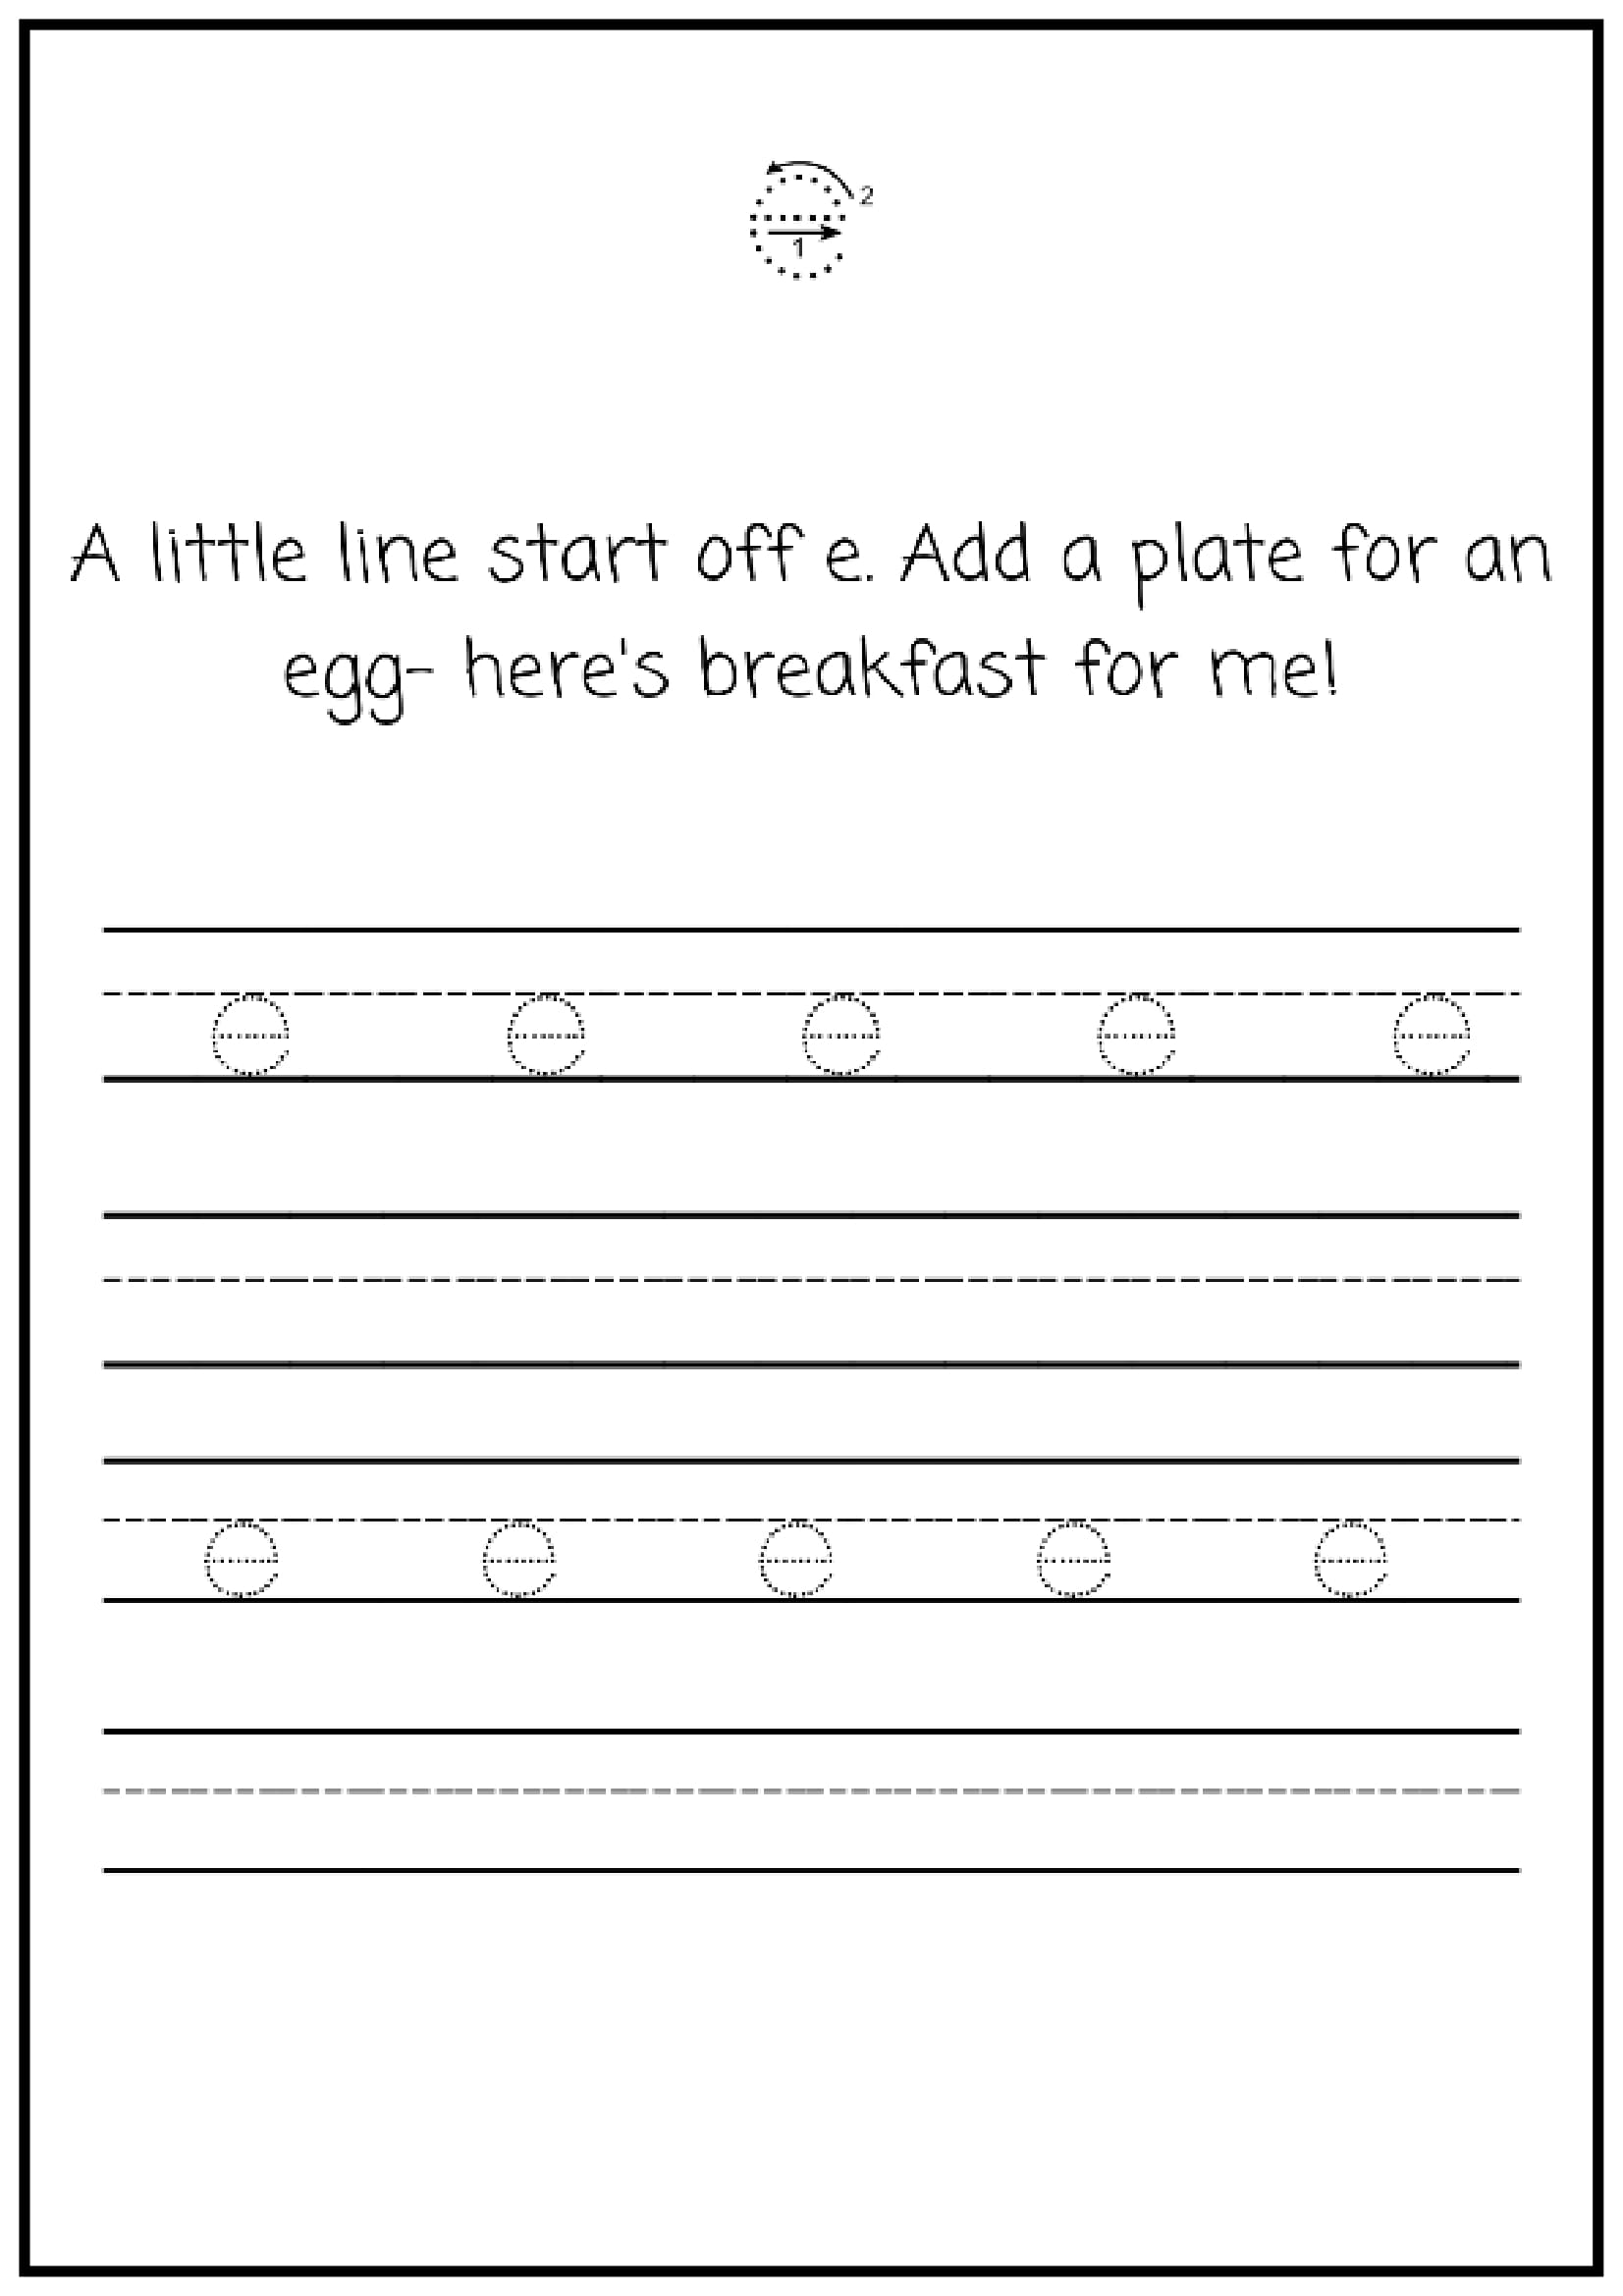 e 2
1
A little line start off e. Add a plate for an
egg- here's breakfast for me!
e e e e e
e e e e e